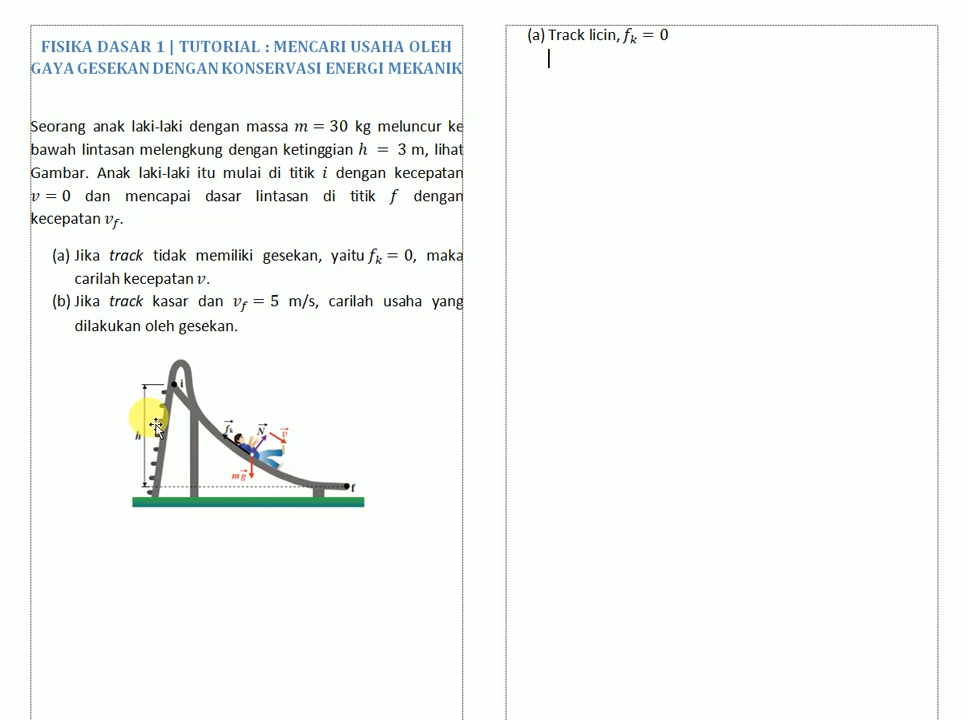 FISIKA DASAR 1 | TUTORIAL : MENCARI USAHA OLEH
GAYA GESEKAN DENGAN KONSERVASI ENERGI MEKANIK
Seorang anak laki-laki dengan massa m = 30 kg meluncur ke
bawah lintasan melengkung dengan ketinggian h = 3 m, lihat
Gambar. Anak laki-laki itu mulai di titik i dengan kecepatan
v = 0 dan mencapai dasar lintasan di titik f dengan
kecepatan v_f.
(a) Jika track tidak memiliki gesekan, yaitu f_k = 0, maka
carilah kecepatan v.
(b) Jika track kasar dan v_f = 5 m/s, carilah usaha yang
dilakukan oleh gesekan.
i
h
f_k
N
v
mg
f
(a) Track licin, f_k = 0